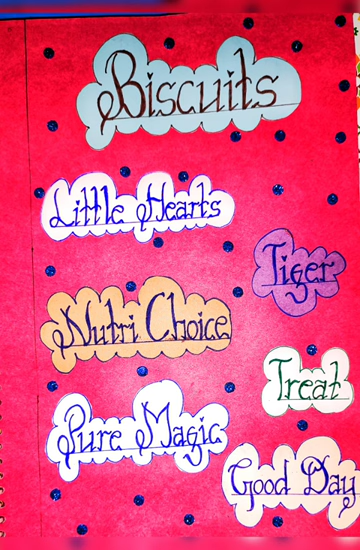 Biscuits
Little Hearts
Tiger
Nutri Choice
Treat
Pure Magic
Good Day